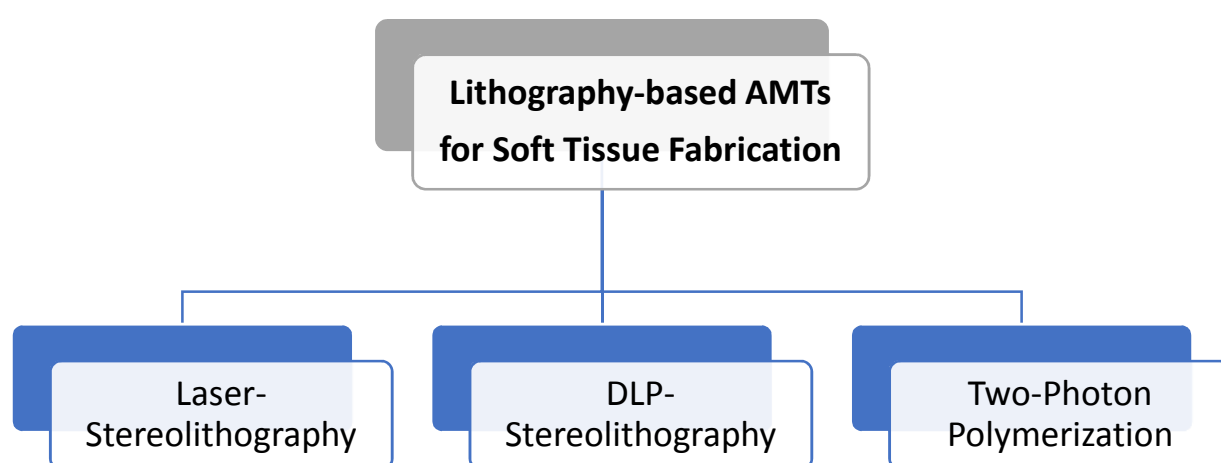 Lithography-based AMTs
for Soft Tissue Fabrication
Laser-
Stereolithography
DLP-
Stereolithography
Two-Photon
Polymerization